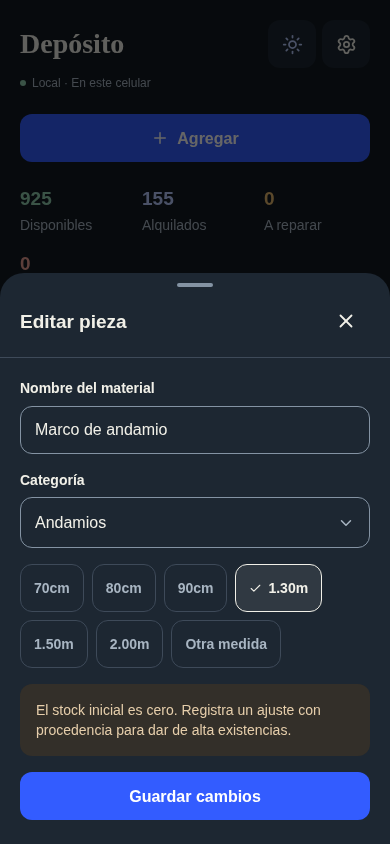 Depósito
Local · En este celular
Agregar
925
155
0
Disponibles
Alquilados
A reparar
0
Editar pieza
Nombre del material
Marco de andamio
Categoría
Andamios
70cm
80cm
90cm
1.30m
1.50m
2.00m
Otra medida
El stock inicial es cero. Registra un ajuste con
procedencia para dar de alta existencias.
Guardar cambios